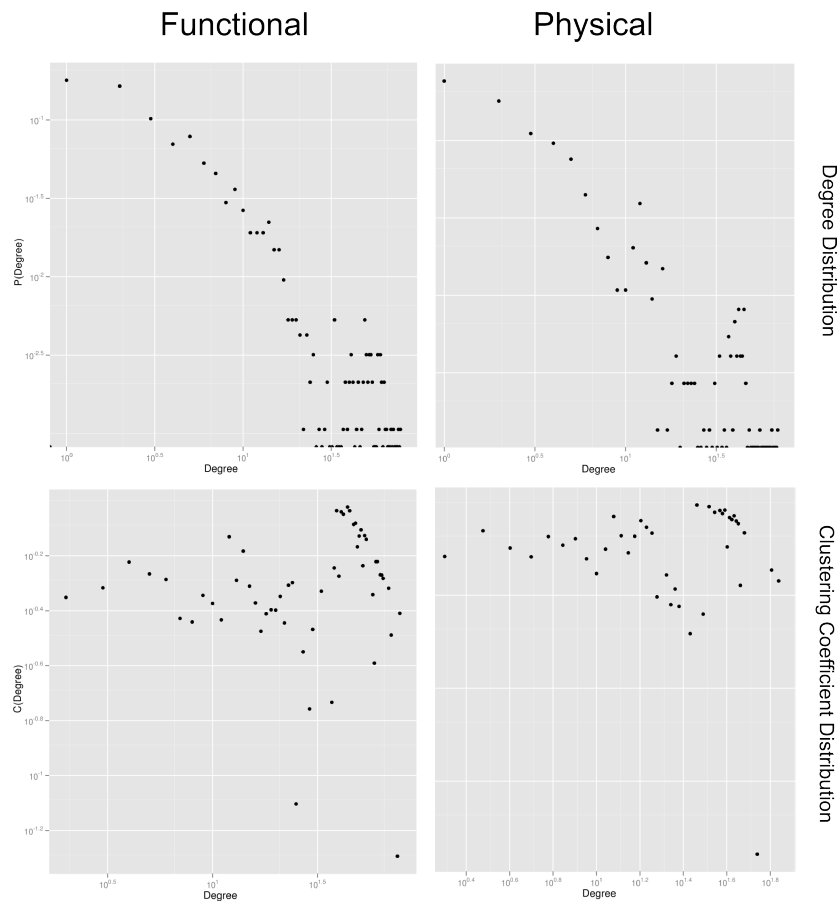 Functional Physical
10^-1
10^-1.5
10^-2
10^-2.5
P(Degree)
10^0 10^0.5 10^1 10^1.5
Degree
10^0 10^0.5 10^1 10^1.5
Degree
Degree Distribution
10^-0.2
10^-0.4
10^-0.6
10^-0.8
10^-1
10^-1.2
C(Degree)
10^0.5 10^1 10^1.5
Degree
10^0.4 10^0.6 10^0.8 10^1 10^1.2 10^1.4 10^1.6 10^1.8
Degree
Clustering Coefficient Distribution